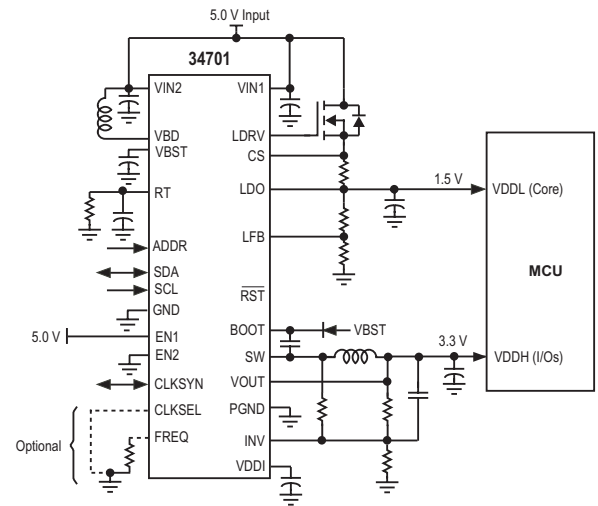 5.0 V Input
34701
VIN2
VIN1
VBD
LDRV
VBST
CS
RT
LDO
1.5 V
VDDL (Core)
ADDR
LFB
SDA
MCU
SCL
RST
GND
BOOT
VBST
5.0 V
EN1
3.3 V
EN2
SW
VDDH (I/Os)
CLKSYN
VOUT
CLKSEL
PGND
Optional
FREQ
INV
VDDI